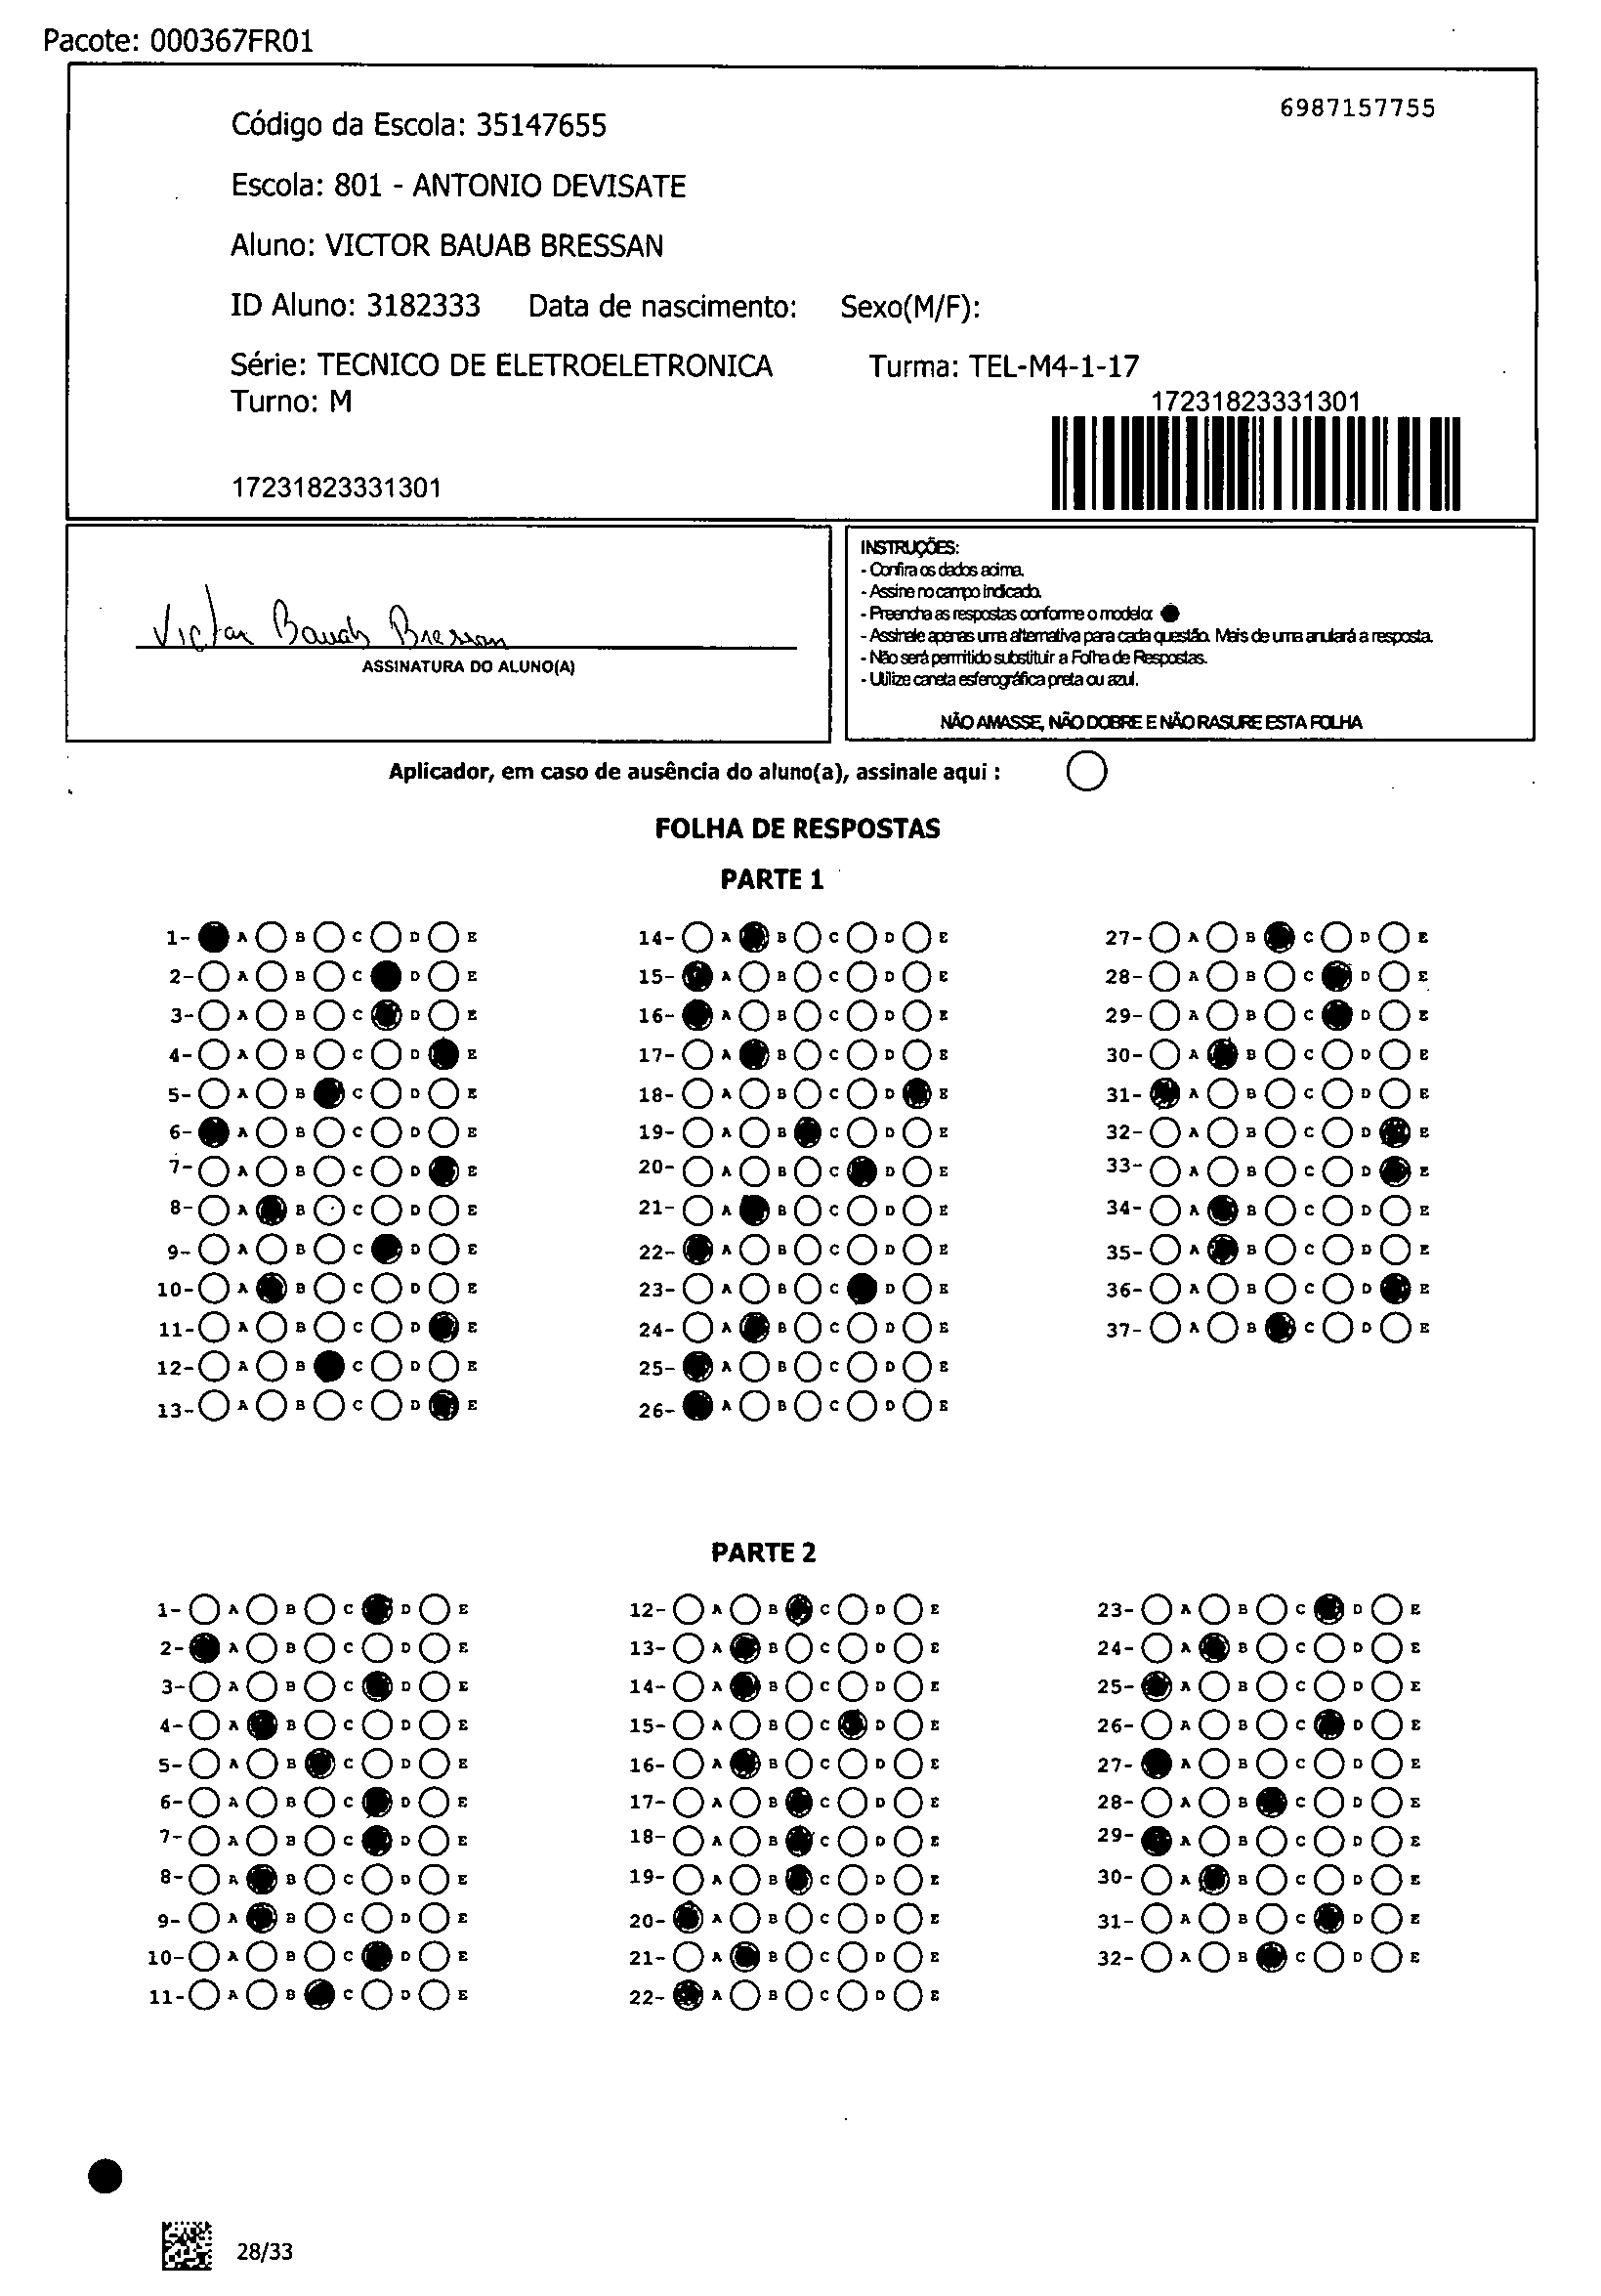 Pacote: 000367FR01
6987157755
Código da Escola: 35147655
Escola: 801 - ANTONIO DEVISATE
Aluno: VICTOR BAUAB BRESSAN
ID Aluno: 3182333 Data de nascimento: Sexo(M/F):
Série: TECNICO DE ELETROELETRONICA Turma: TEL-M4-1-17
Turno: M
17231823331301
17231823331301
Victor Bauab Bressan
ASSINATURA DO ALUNO(A)
INSTRUÇÕES:
- Confira os dados acima.
- Assine no campo indicado.
- Preencha as respostas conforme o modelo:
- Assinale apenas uma alternativa para cada questão. Mais de uma anulará a resposta.
- Não será permitido substituir a Folha de Respostas.
- Utilize caneta esferográfica preta ou azul.
NÃO AMASSE, NÃO DOBRE E NÃO RASURE ESTA FOLHA
Aplicador, em caso de ausência do aluno(a), assinale aqui :
FOLHA DE RESPOSTAS
PARTE 1
1- A B C D E 14- A B C D E 27- A B C D E
2- A B C D E 15- A B C D E 28- A B C D E
3- A B C D E 16- A B C D E 29- A B C D E
4- A B C D E 17- A B C D E 30- A B C D E
5- A B C D E 18- A B C D E 31- A B C D E
6- A B C D E 19- A B C D E 32- A B C D E
7- A B C D E 20- A B C D E 33- A B C D E
8- A B C D E 21- A B C D E 34- A B C D E
9- A B C D E 22- A B C D E 35- A B C D E
10- A B C D E 23- A B C D E 36- A B C D E
11- A B C D E 24- A B C D E 37- A B C D E
12- A B C D E 25- A B C D E
13- A B C D E 26- A B C D E
PARTE 2
1- A B C D E 12- A B C D E 23- A B C D E
2- A B C D E 13- A B C D E 24- A B C D E
3- A B C D E 14- A B C D E 25- A B C D E
4- A B C D E 15- A B C D E 26- A B C D E
5- A B C D E 16- A B C D E 27- A B C D E
6- A B C D E 17- A B C D E 28- A B C D E
7- A B C D E 18- A B C D E 29- A B C D E
8- A B C D E 19- A B C D E 30- A B C D E
9- A B C D E 20- A B C D E 31- A B C D E
10- A B C D E 21- A B C D E 32- A B C D E
11- A B C D E 22- A B C D E
28/33